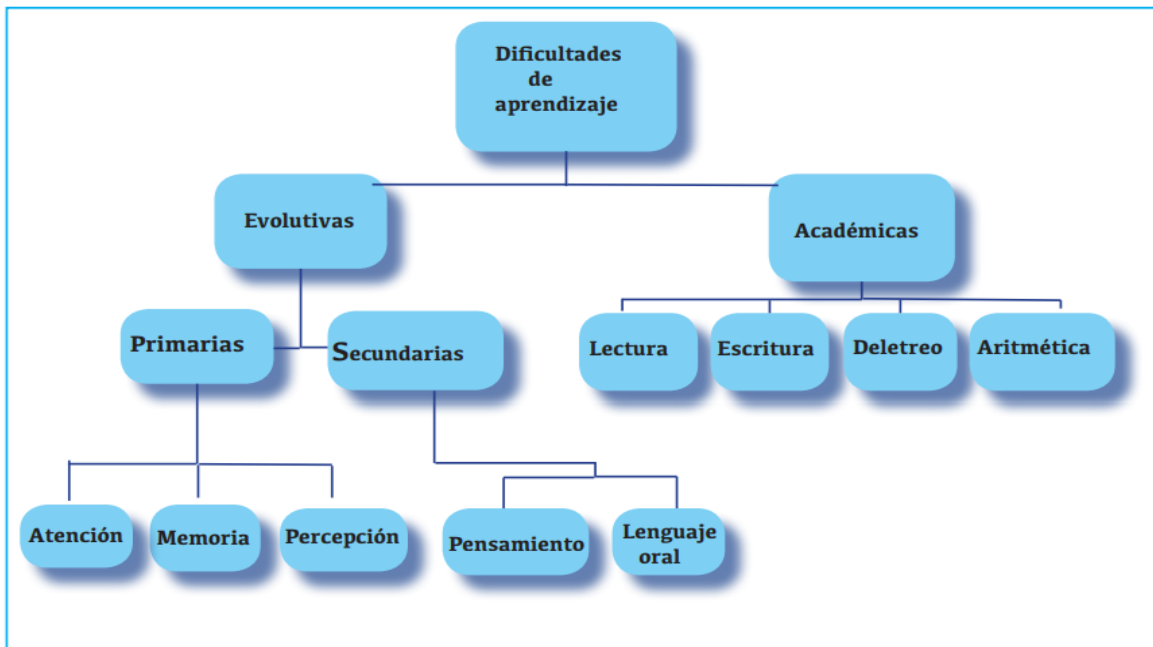 Dificultades
de
aprendizaje
Evolutivas
Académicas
Primarias
Secundarias
Lectura
Escritura
Deletreo
Aritmética
Atención
Memoria
Percepción
Pensamiento
Lenguaje
oral